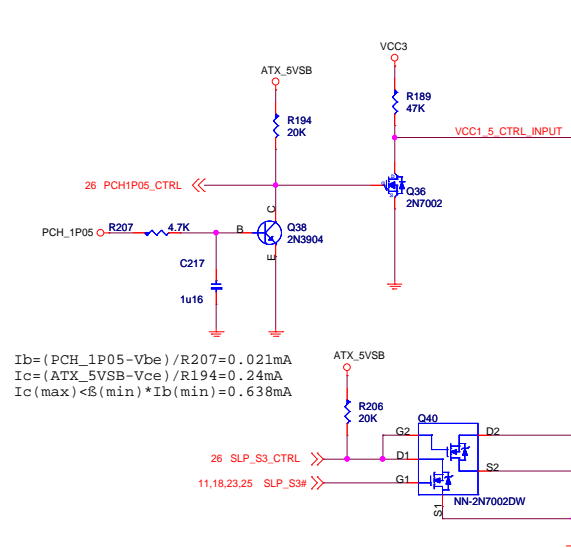 VCC3
ATX_5VSB
R189
47K
R194
20K
VCC1_5_CTRL_INPUT
26 PCH1P05_CTRL
Q36
2N7002
C
PCH_1P05
R207
4.7K
B
Q38
2N3904
E
C217
1u16
Ib=(PCH_1P05-Vbe)/R207=0.021mA
Ic=(ATX_5VSB-Vce)/R194=0.24mA
Ic(max)<ß(min)*Ib(min)=0.638mA
ATX_5VSB
R206
20K
Q40
G2
D2
26 SLP_S3_CTRL
D1
S2
11,18,23,25 SLP_S3#
G1
NN-2N7002DW
S1